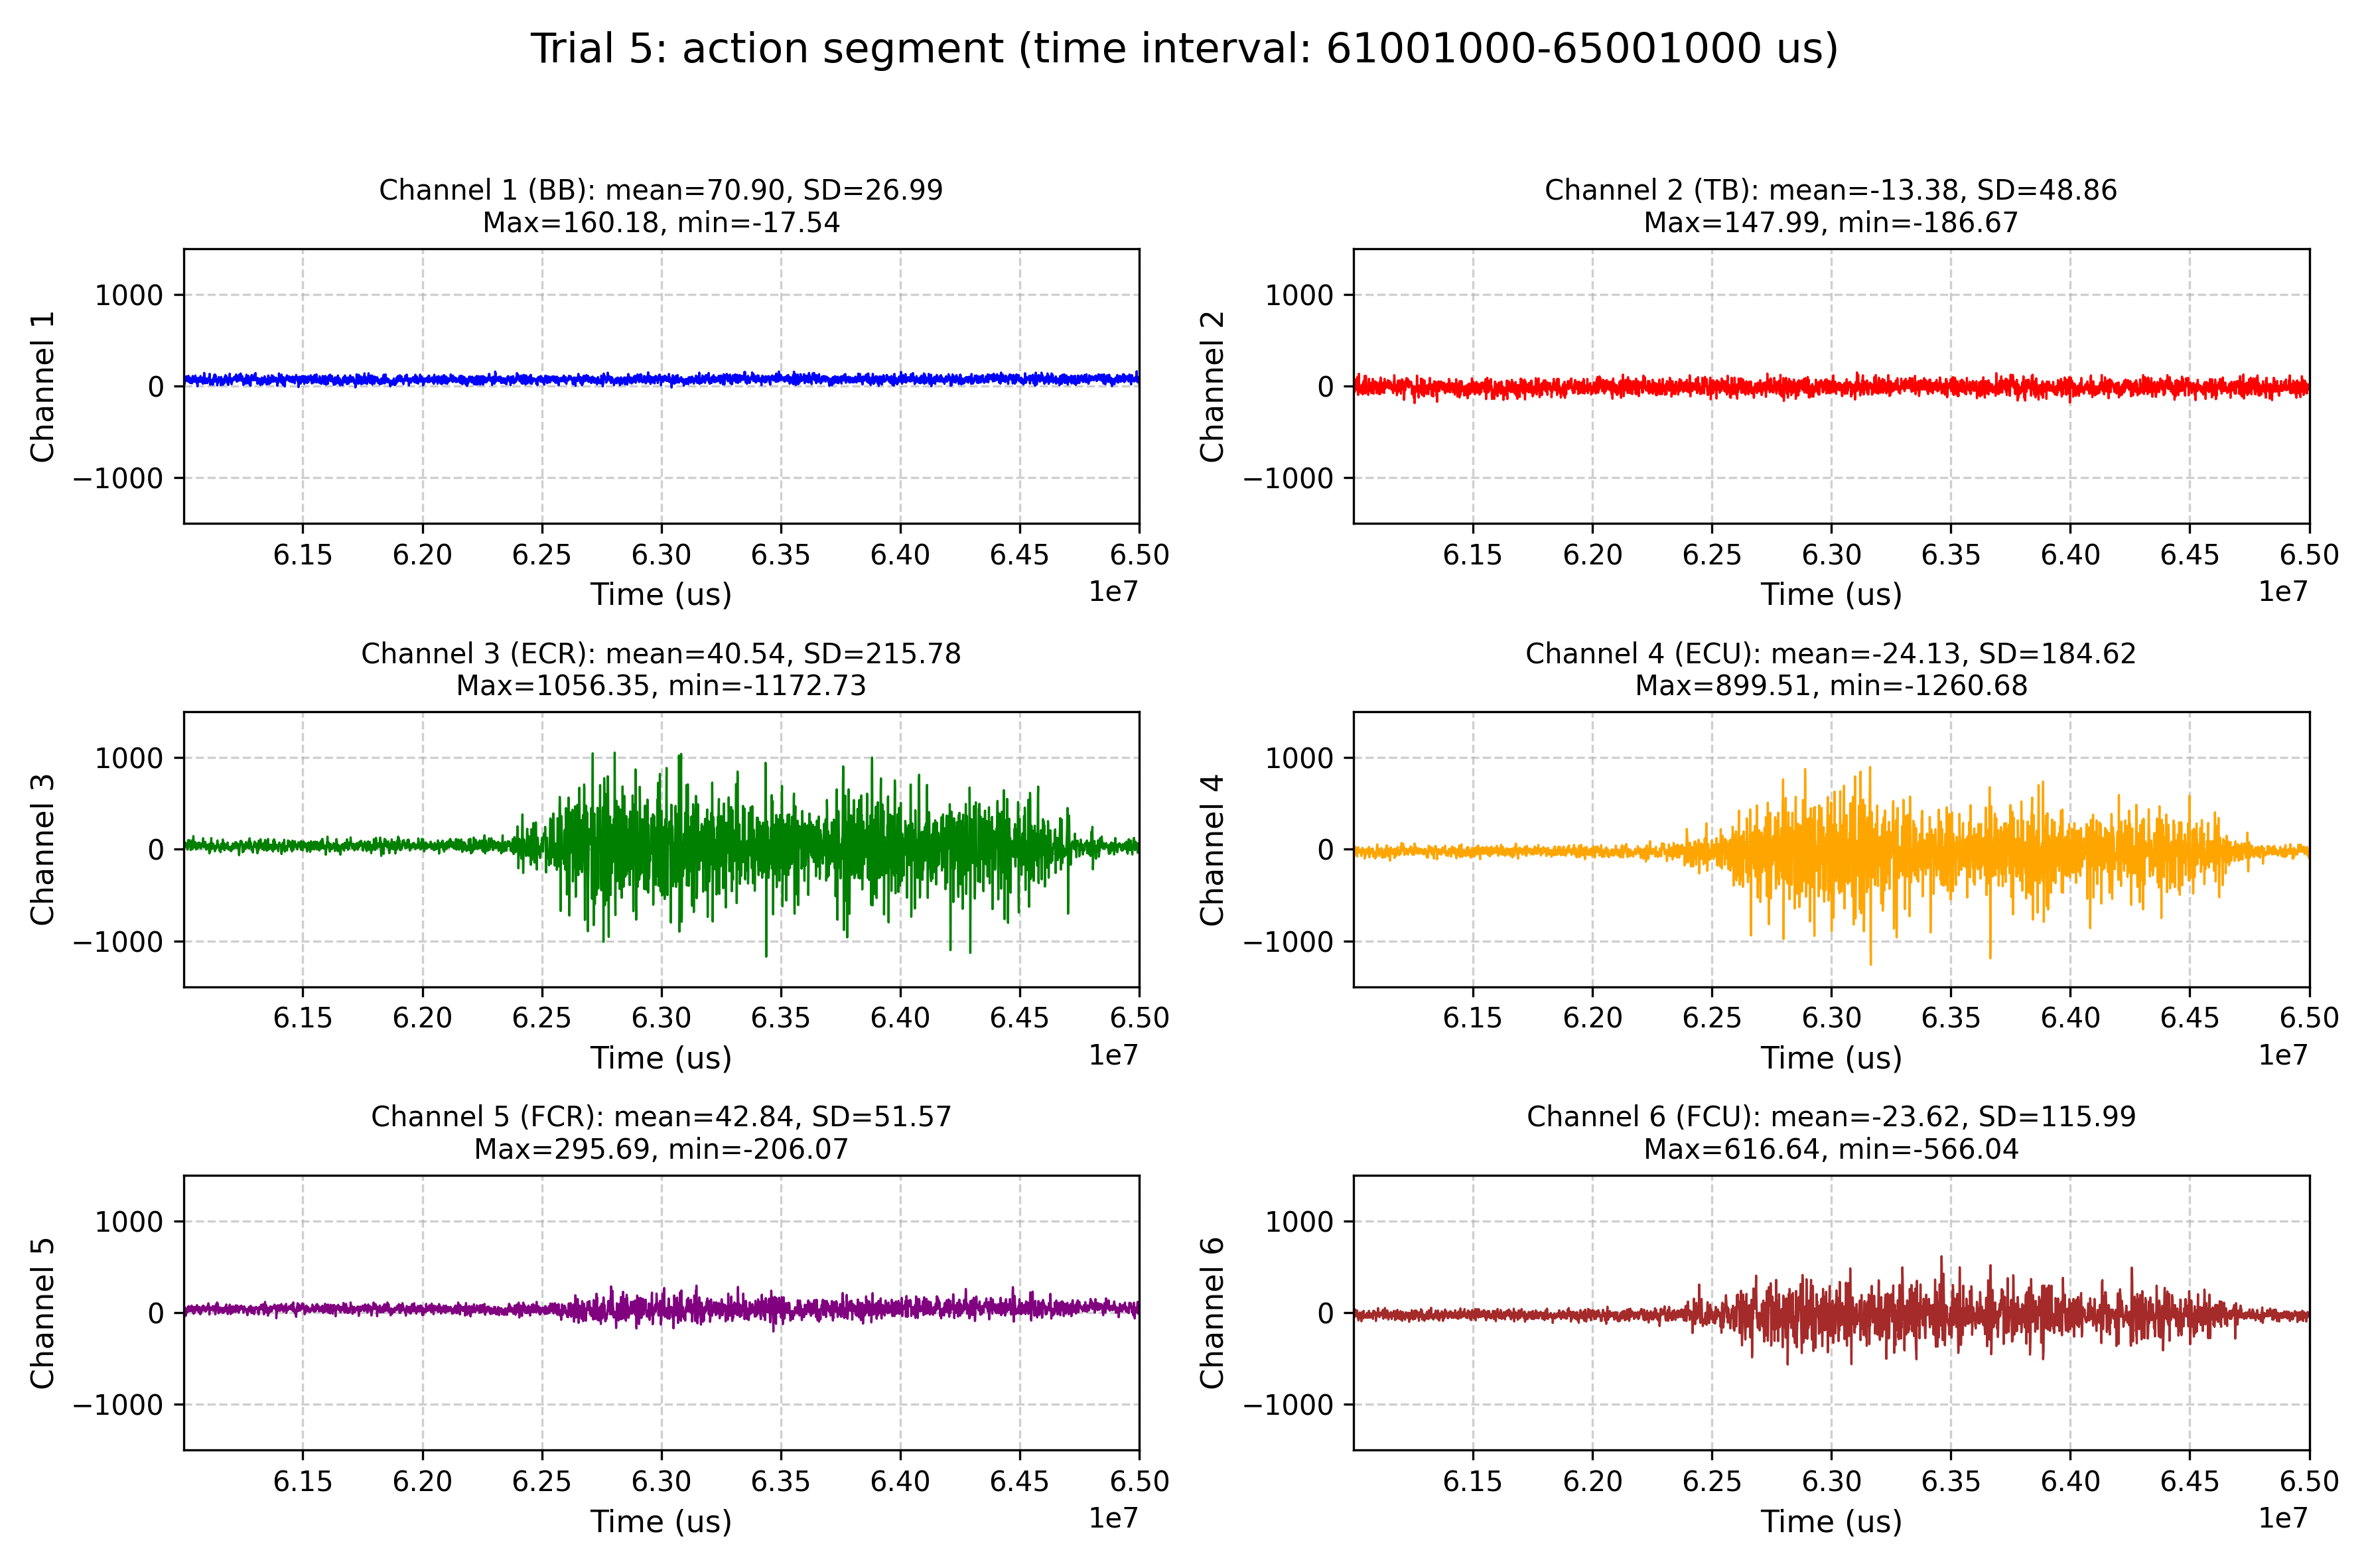 Trial 5: action segment (time interval: 61001000-65001000 us)
Channel 1 (BB): mean=70.90, SD=26.99
Max=160.18, min=-17.54
Channel 1
1000
0
−1000
6.15 6.20 6.25 6.30 6.35 6.40 6.45 6.50
1e7
Time (us)
Channel 2 (TB): mean=-13.38, SD=48.86
Max=147.99, min=-186.67
Channel 2
1000
0
−1000
6.15 6.20 6.25 6.30 6.35 6.40 6.45 6.50
1e7
Time (us)
Channel 3 (ECR): mean=40.54, SD=215.78
Max=1056.35, min=-1172.73
Channel 3
1000
0
−1000
6.15 6.20 6.25 6.30 6.35 6.40 6.45 6.50
1e7
Time (us)
Channel 4 (ECU): mean=-24.13, SD=184.62
Max=899.51, min=-1260.68
Channel 4
1000
0
−1000
6.15 6.20 6.25 6.30 6.35 6.40 6.45 6.50
1e7
Time (us)
Channel 5 (FCR): mean=42.84, SD=51.57
Max=295.69, min=-206.07
Channel 5
1000
0
−1000
6.15 6.20 6.25 6.30 6.35 6.40 6.45 6.50
1e7
Time (us)
Channel 6 (FCU): mean=-23.62, SD=115.99
Max=616.64, min=-566.04
Channel 6
1000
0
−1000
6.15 6.20 6.25 6.30 6.35 6.40 6.45 6.50
1e7
Time (us)